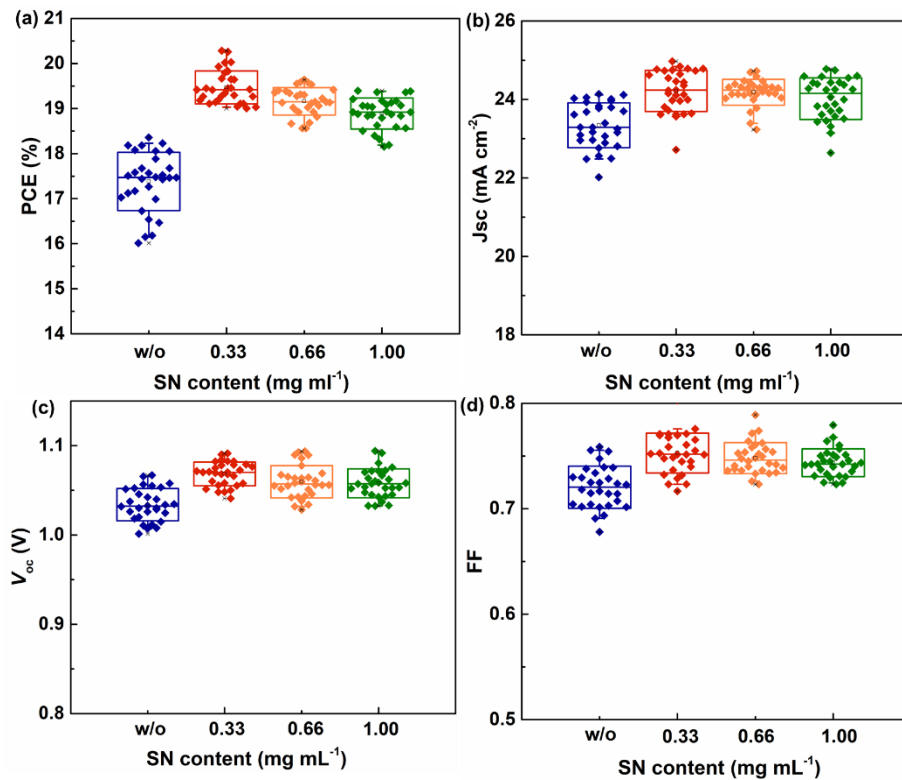 (a)
21
20
19
18
17
16
15
14
PCE (%)
w/o 0.33 0.66 1.00
SN content (mg ml⁻¹)
(b)
26
24
22
20
18
Jsc (mA cm⁻²)
w/o 0.33 0.66 1.00
SN content (mg ml⁻¹)
(c)
1.2
1.1
1.0
0.9
0.8
Voc (V)
w/o 0.33 0.66 1.00
SN content (mg mL⁻¹)
(d)
0.8
0.7
0.6
0.5
FF
w/o 0.33 0.66 1.00
SN content (mg mL⁻¹)